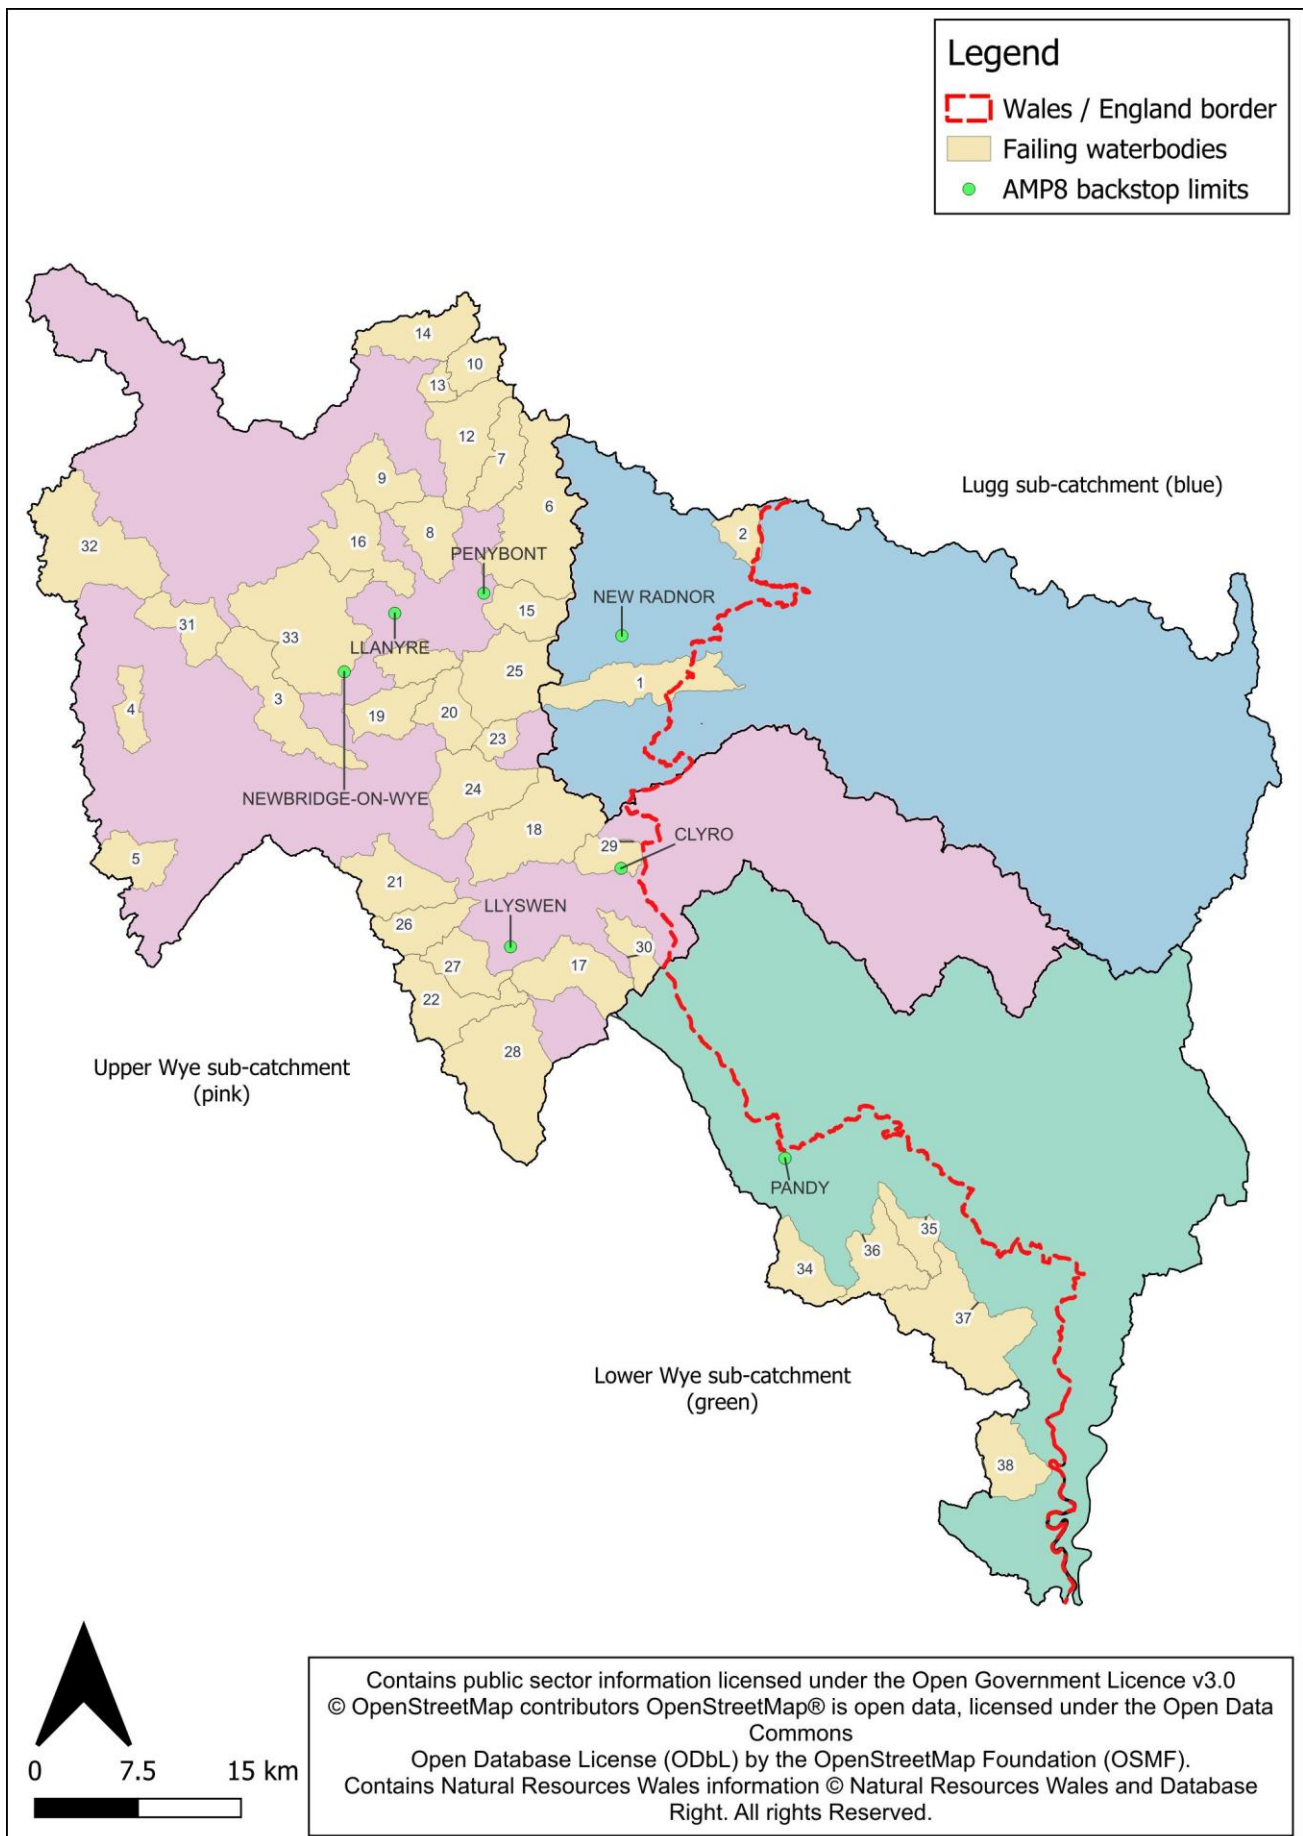 Legend
Wales / England border
Failing waterbodies
AMP8 backstop limits
14
10
13
12
7
9
6
Lugg sub-catchment (blue)
32
16
8
2
PENYBONT
NEW RADNOR
15
31
33
LLANYRE
25
1
4
3
19
20
23
NEWBRIDGE-ON-WYE
24
18
CLYRO
5
29
21
LLYSWEN
26
27
17
30
22
28
Upper Wye sub-catchment
(pink)
PANDY
35
36
34
37
Lower Wye sub-catchment
(green)
38
0 7.5 15 km
Contains public sector information licensed under the Open Government Licence v3.0
© OpenStreetMap contributors OpenStreetMap® is open data, licensed under the Open Data
Commons
Open Database License (ODbL) by the OpenStreetMap Foundation (OSMF).
Contains Natural Resources Wales information © Natural Resources Wales and Database
Right. All rights Reserved.